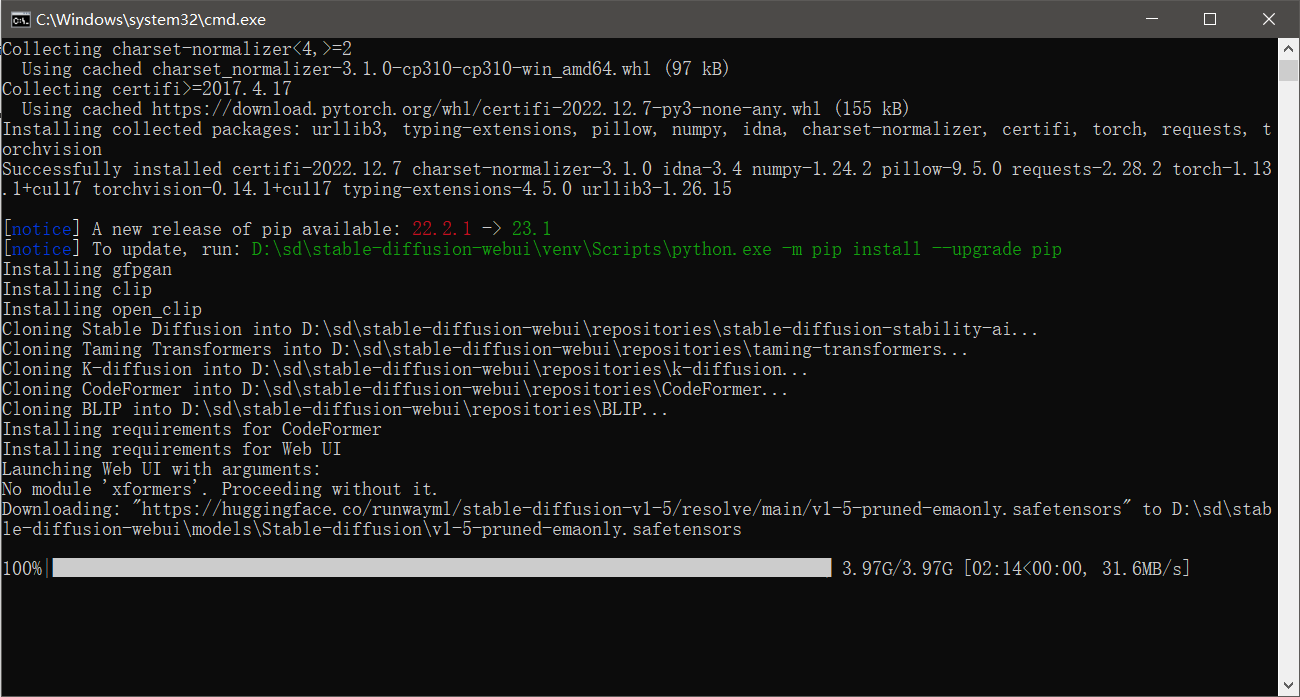 C:\Windows\system32\cmd.exe
Collecting charset-normalizer<4,>=2
  Using cached charset_normalizer-3.1.0-cp310-cp310-win_amd64.whl (97 kB)
Collecting certifi>=2017.4.17
  Using cached https://download.pytorch.org/whl/certifi-2022.12.7-py3-none-any.whl (155 kB)
Installing collected packages: urllib3, typing-extensions, pillow, numpy, idna, charset-normalizer, certifi, torch, requests, t
orchvision
Successfully installed certifi-2022.12.7 charset-normalizer-3.1.0 idna-3.4 numpy-1.24.2 pillow-9.5.0 requests-2.28.2 torch-1.13
.1+cu117 torchvision-0.14.1+cu117 typing-extensions-4.5.0 urllib3-1.26.15
[notice] A new release of pip available: 22.2.1 -> 23.1
[notice] To update, run: D:\sd\stable-diffusion-webui\venv\Scripts\python.exe -m pip install --upgrade pip
Installing gfpgan
Installing clip
Installing open_clip
Cloning Stable Diffusion into D:\sd\stable-diffusion-webui\repositories\stable-diffusion-stability-ai...
Cloning Taming Transformers into D:\sd\stable-diffusion-webui\repositories\taming-transformers...
Cloning K-diffusion into D:\sd\stable-diffusion-webui\repositories\k-diffusion...
Cloning CodeFormer into D:\sd\stable-diffusion-webui\repositories\CodeFormer...
Cloning BLIP into D:\sd\stable-diffusion-webui\repositories\BLIP...
Installing requirements for CodeFormer
Installing requirements for Web UI
Launching Web UI with arguments:
No module 'xformers'. Proceeding without it.
Downloading: "https://huggingface.co/runwayml/stable-diffusion-v1-5/resolve/main/v1-5-pruned-emaonly.safetensors" to D:\sd\stab
le-diffusion-webui\models\Stable-diffusion\v1-5-pruned-emaonly.safetensors
100%| 3.97G/3.97G [02:14<00:00, 31.6MB/s]